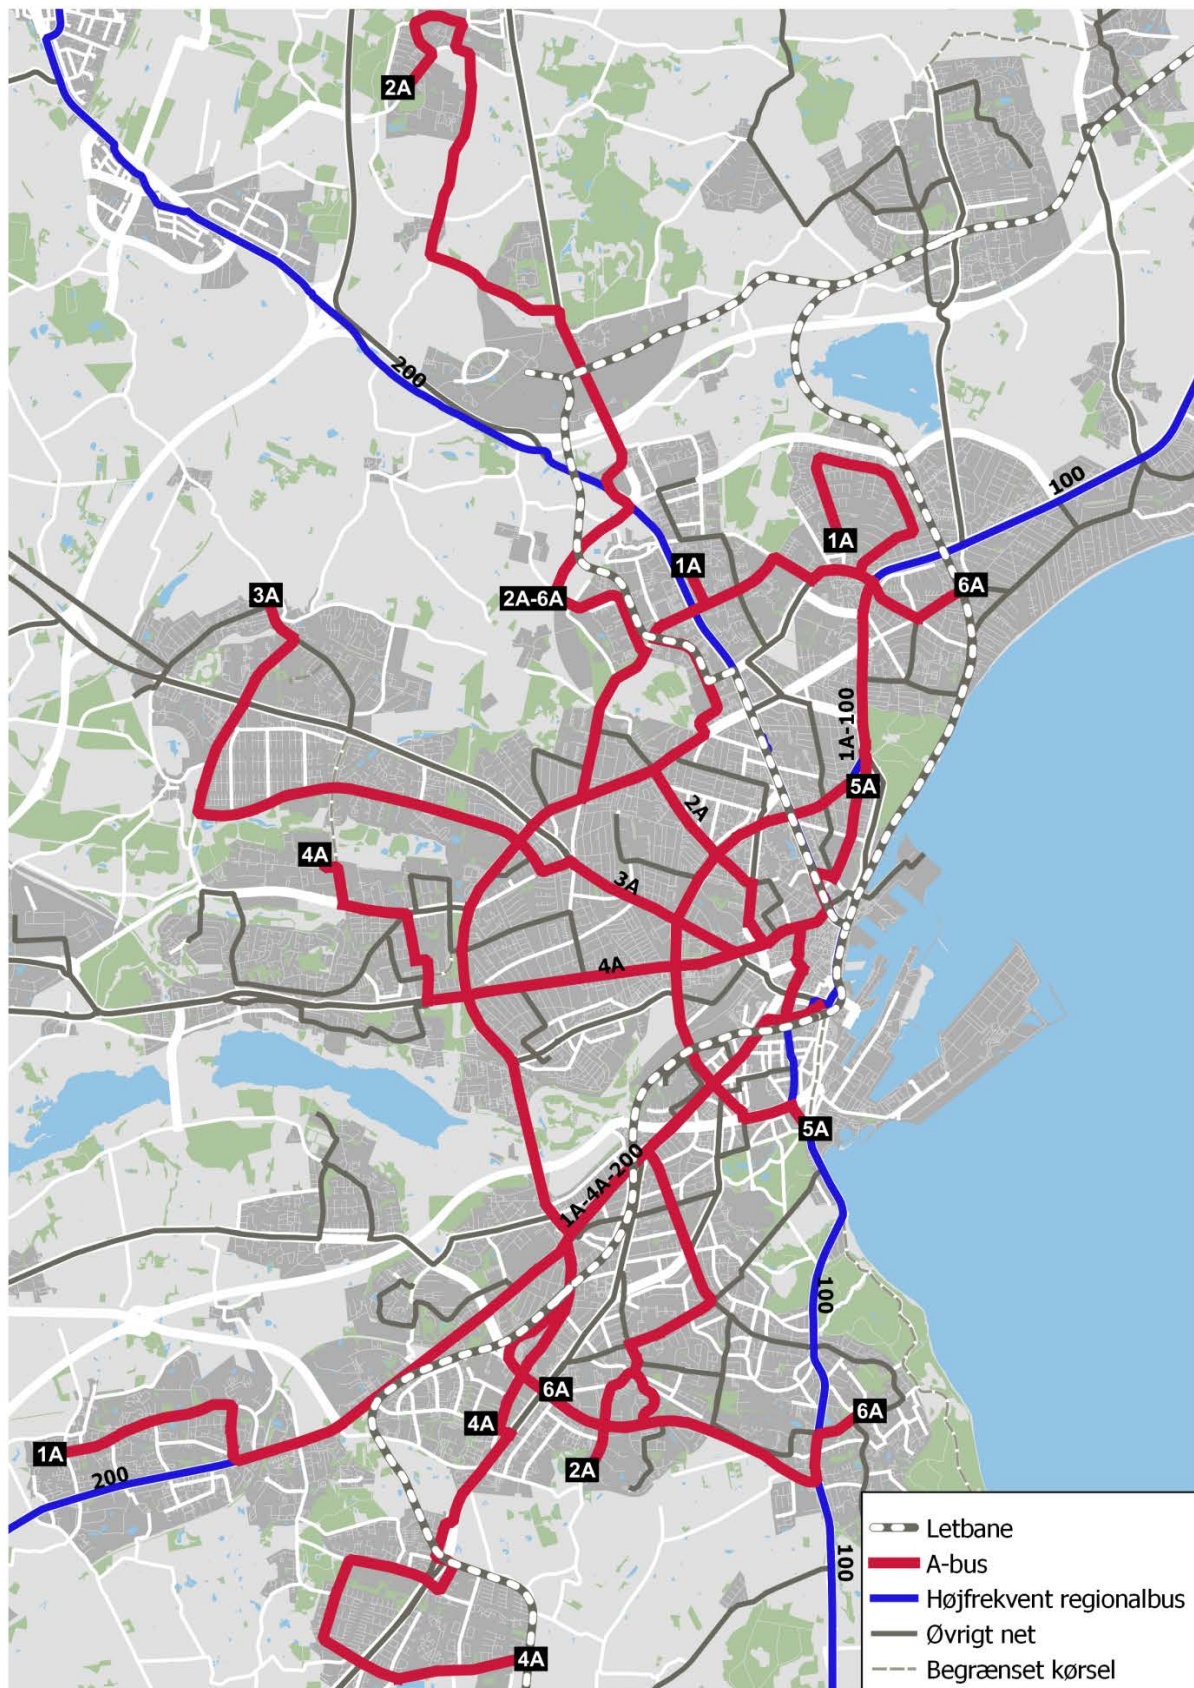 2A
200
100
1A
1A
6A
2A-6A
3A
1A-100
5A
2A
4A
3A
4A
5A
1A-4A-200
100
6A
6A
4A
1A
2A
200
100
4A
Letbane
A-bus
Højfrekvent regionalbus
Øvrigt net
Begrænset kørsel